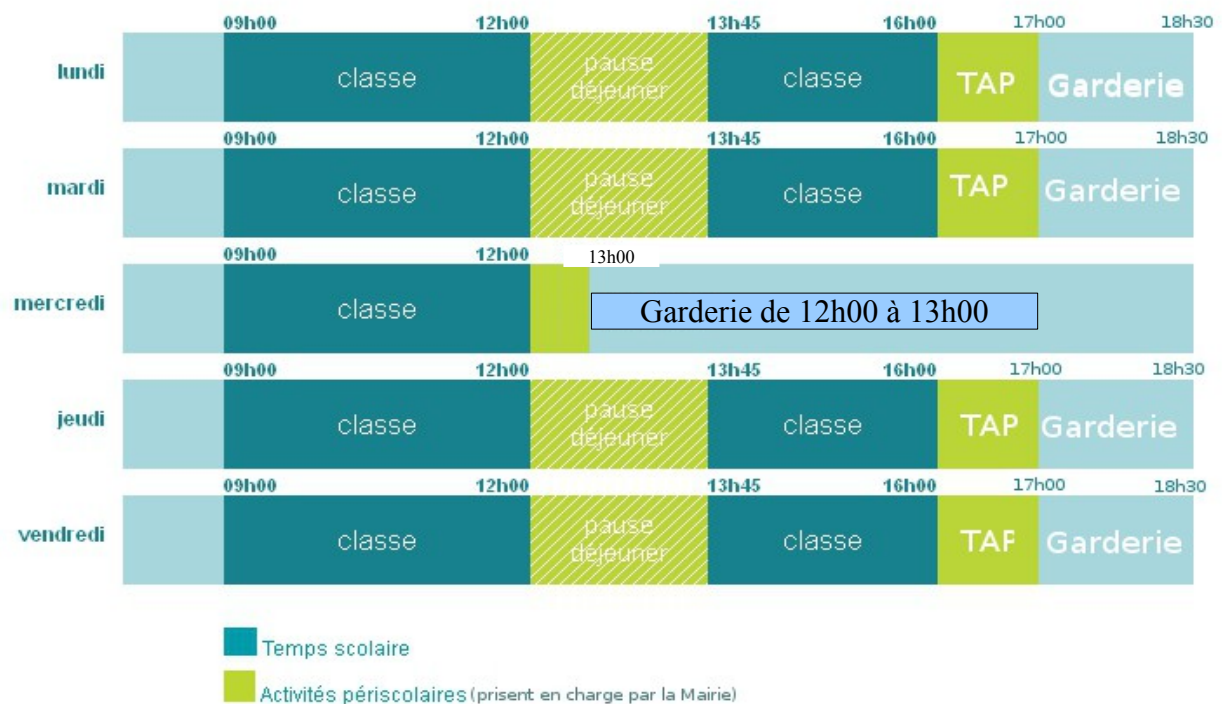 09h00 12h00 13h45 16h00 17h00 18h30
lundi classe pause déjeuner classe TAP Garderie
09h00 12h00 13h45 16h00 17h00 18h30
mardi classe pause déjeuner classe TAP Garderie
09h00 12h00 13h00
mercredi classe Garderie de 12h00 à 13h00
09h00 12h00 13h45 16h00 17h00 18h30
jeudi classe pause déjeuner classe TAP Garderie
09h00 12h00 13h45 16h00 17h00 18h30
vendredi classe pause déjeuner classe TAP Garderie
Temps scolaire
Activités périscolaires (prisent en charge par la Mairie)